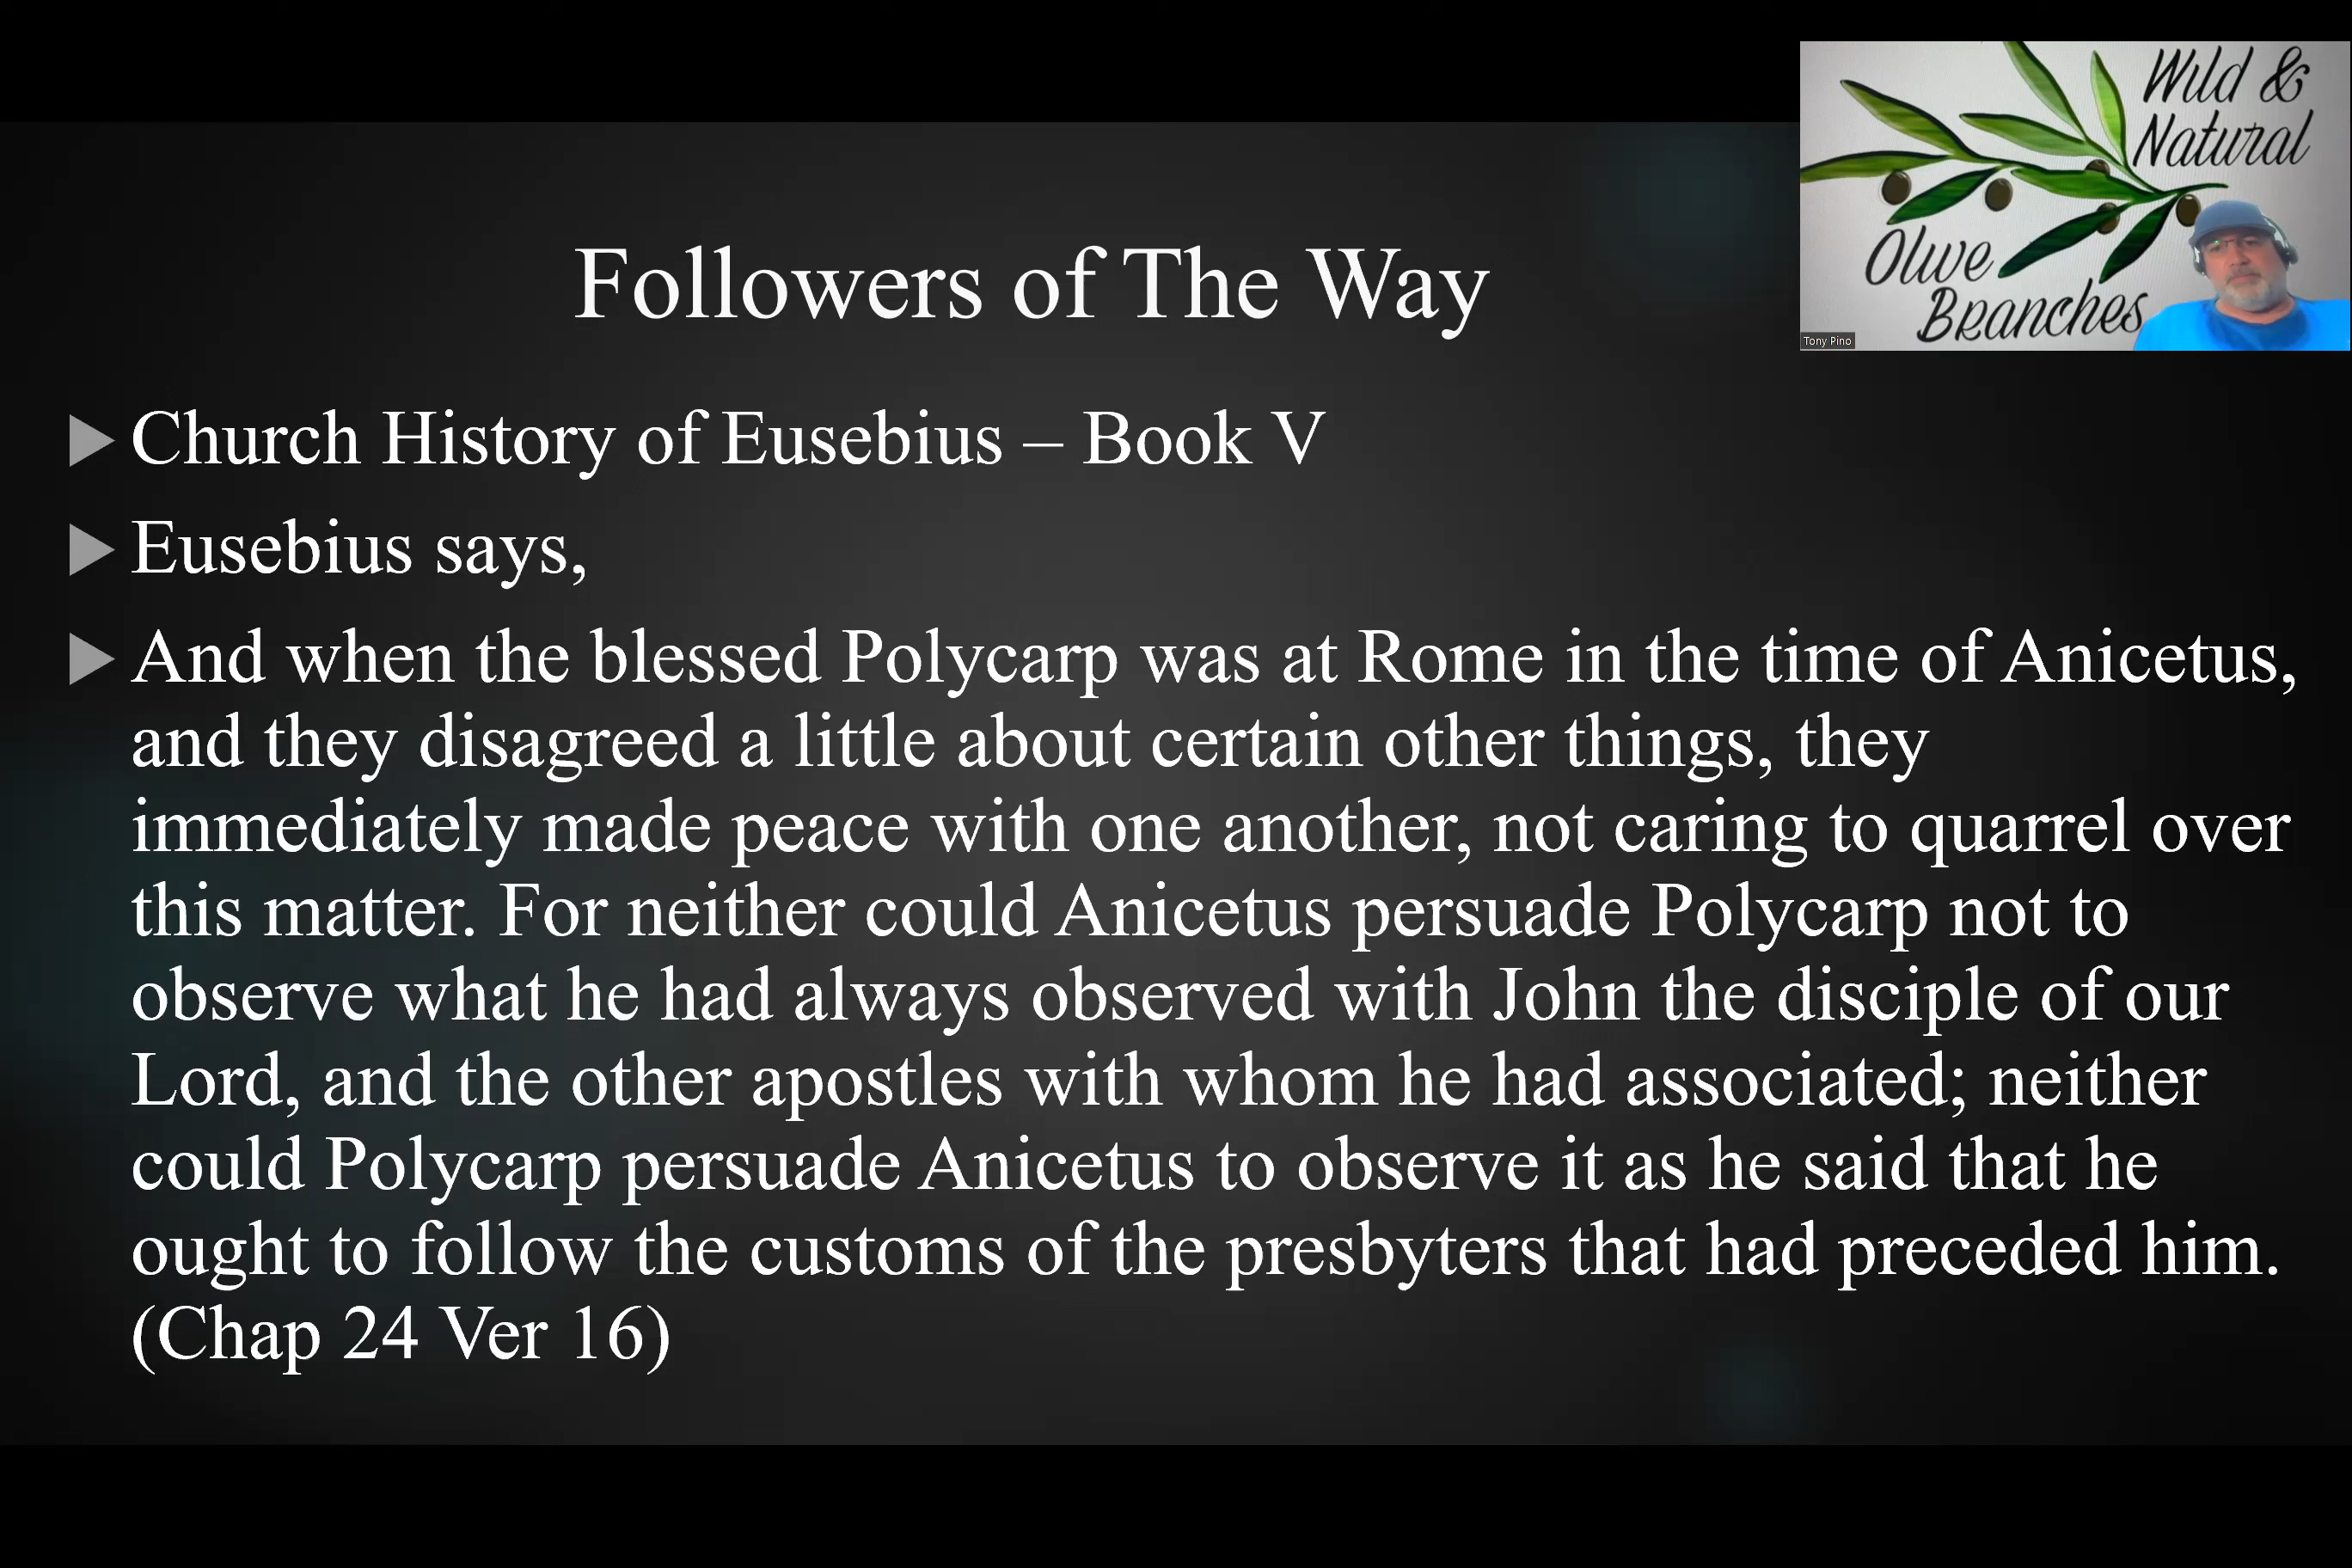 Wild &
Natural
Olive
Branches
Tony Pino
Followers of The Way
Church History of Eusebius – Book V
Eusebius says,
And when the blessed Polycarp was at Rome in the time of Anicetus,
and they disagreed a little about certain other things, they
immediately made peace with one another, not caring to quarrel over
this matter. For neither could Anicetus persuade Polycarp not to
observe what he had always observed with John the disciple of our
Lord, and the other apostles with whom he had associated; neither
could Polycarp persuade Anicetus to observe it as he said that he
ought to follow the customs of the presbyters that had preceded him.
(Chap 24 Ver 16)